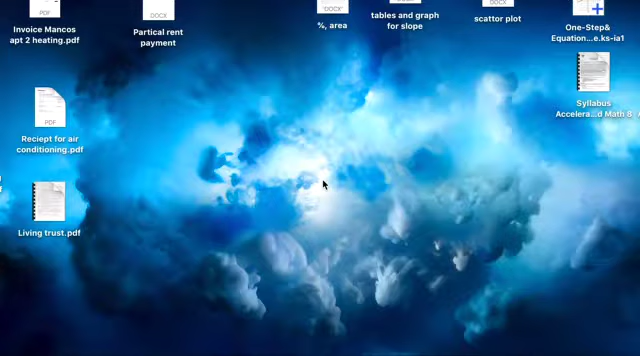 PDF
Invoice Mancos
apt 2 heating.pdf
DOCX
Partical rent
payment
DOCX
%, area
tables and graph
for slope
DOCX
scattor plot
One-Step&
Equation...e.ks-ia1
Syllabus
Accelera...d Math 8
PDF
Reciept for air
conditioning.pdf
Living trust.pdf